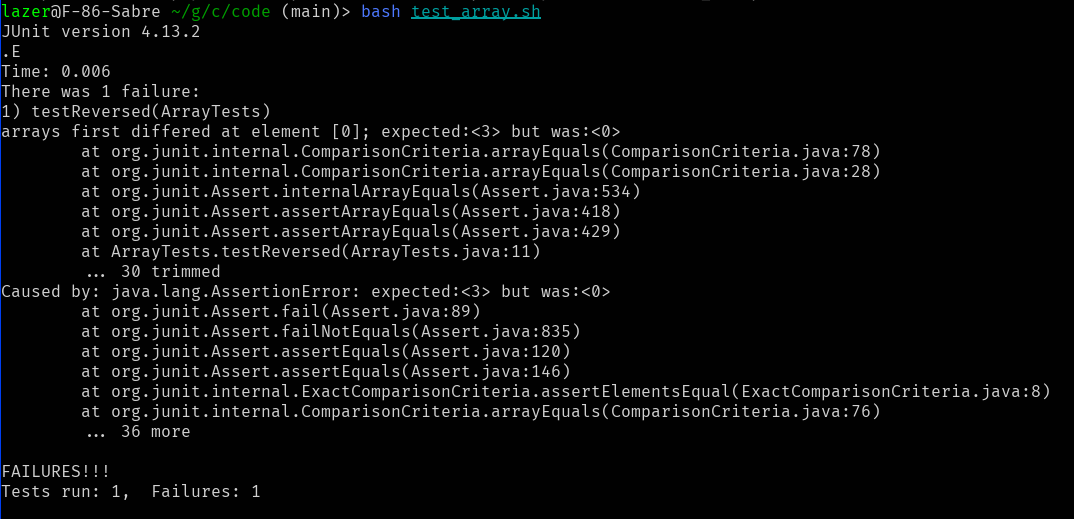 lazer@F-86-Sabre ~/g/c/code (main)> bash test_array.sh
JUnit version 4.13.2
.E
Time: 0.006
There was 1 failure:
1) testReversed(ArrayTests)
arrays first differed at element [0]; expected:<3> but was:<0>
        at org.junit.internal.ComparisonCriteria.arrayEquals(ComparisonCriteria.java:78)
        at org.junit.internal.ComparisonCriteria.arrayEquals(ComparisonCriteria.java:28)
        at org.junit.Assert.internalArrayEquals(Assert.java:534)
        at org.junit.Assert.assertArrayEquals(Assert.java:418)
        at org.junit.Assert.assertArrayEquals(Assert.java:429)
        at ArrayTests.testReversed(ArrayTests.java:11)
        ... 30 trimmed
Caused by: java.lang.AssertionError: expected:<3> but was:<0>
        at org.junit.Assert.fail(Assert.java:89)
        at org.junit.Assert.failNotEquals(Assert.java:835)
        at org.junit.Assert.assertEquals(Assert.java:120)
        at org.junit.Assert.assertEquals(Assert.java:146)
        at org.junit.internal.ExactComparisonCriteria.assertElementsEqual(ExactComparisonCriteria.java:8)
        at org.junit.internal.ComparisonCriteria.arrayEquals(ComparisonCriteria.java:76)
        ... 36 more

FAILURES!!!
Tests run: 1,  Failures: 1